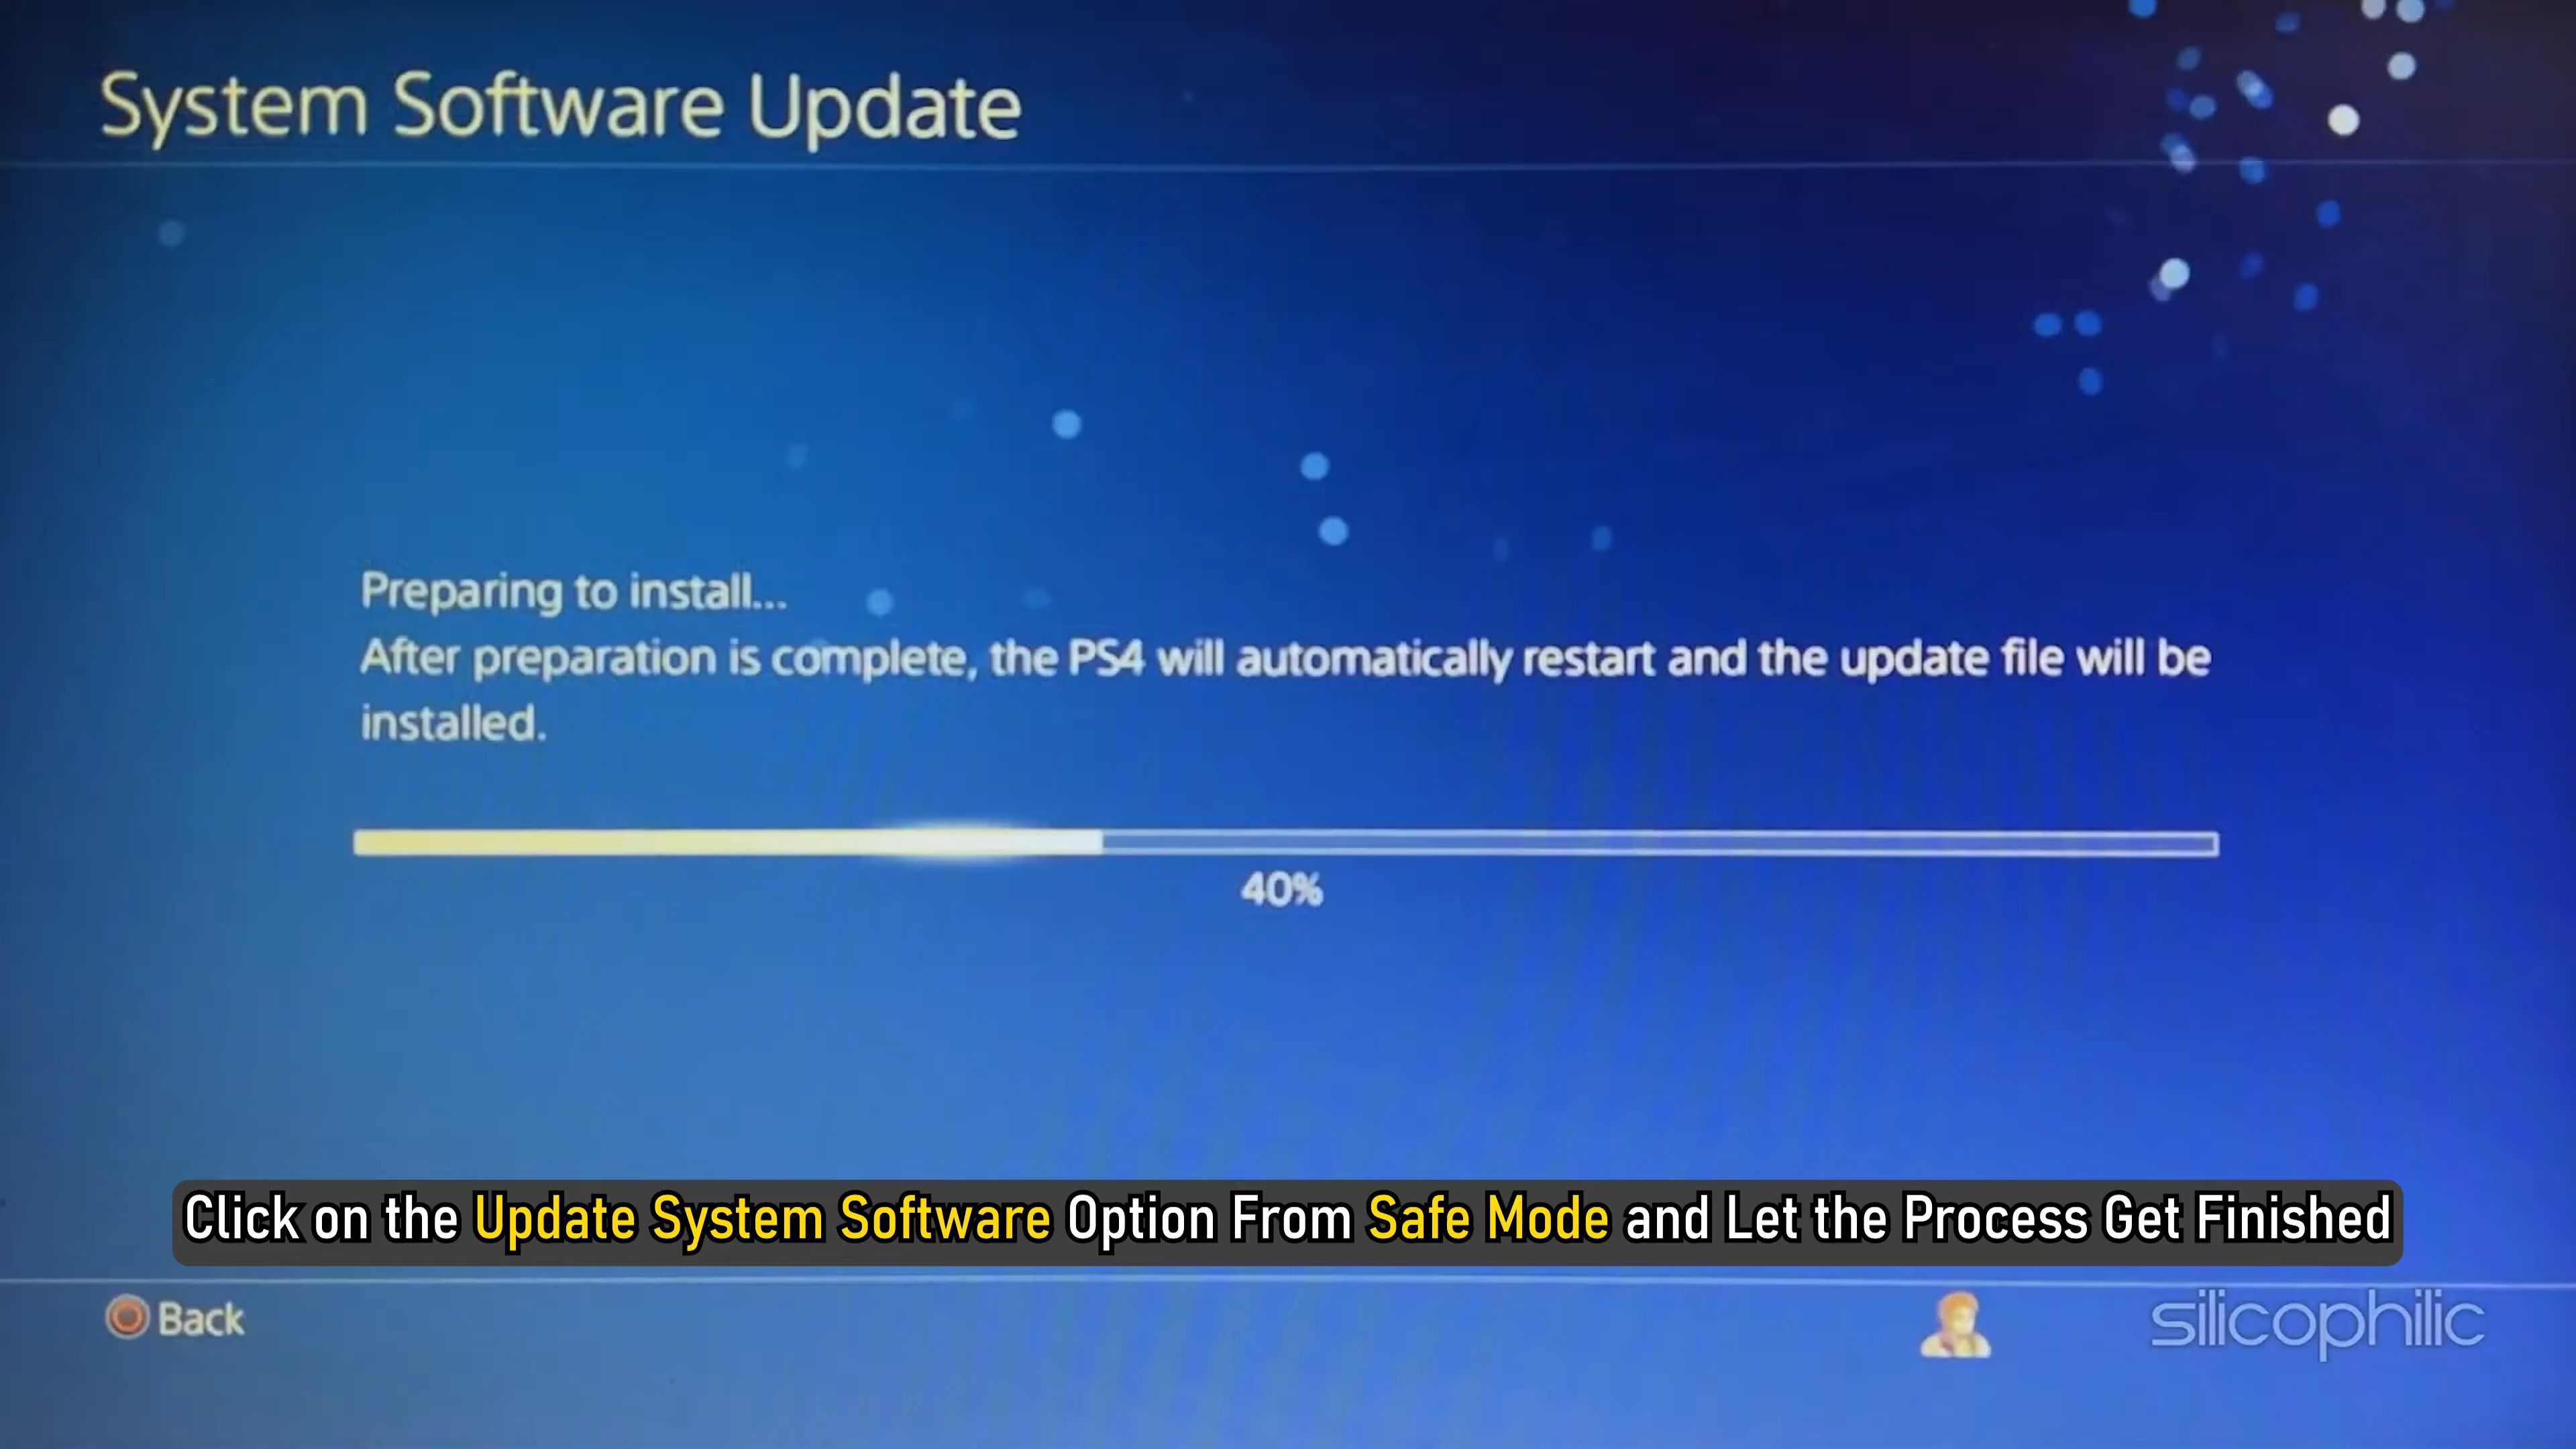 System Software Update
Preparing to install...
After preparation is complete, the PS4 will automatically restart and the update file will be
installed.
40%
Click on the Update System Software Option From Safe Mode and Let the Process Get Finished
Back
silicophilic